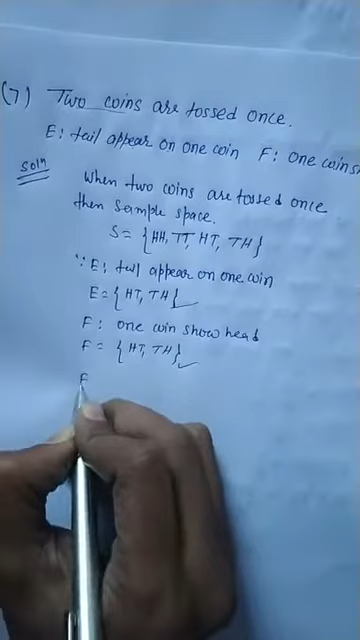 (7) Two coins are tossed once.
E: tail appear on one coin F: one coin sh
Soln
When two coins are tossed once
then sample space.
S = {HH, TT, HT, TH}
∵ E: tail appear on one coin
E = {HT, TH}
F: one coin show head
F = {HT, TH}
E